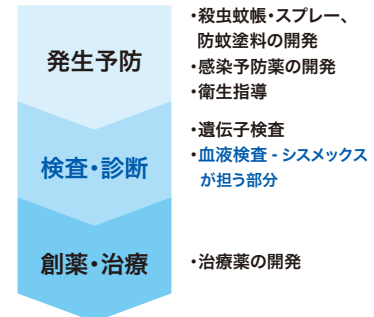 発生予防
・殺虫蚊帳・スプレー、
防蚊塗料の開発
・感染予防薬の開発
・衛生指導
検査・診断
・遺伝子検査
・血液検査 - シスメックス
が担う部分
創薬・治療
・治療薬の開発